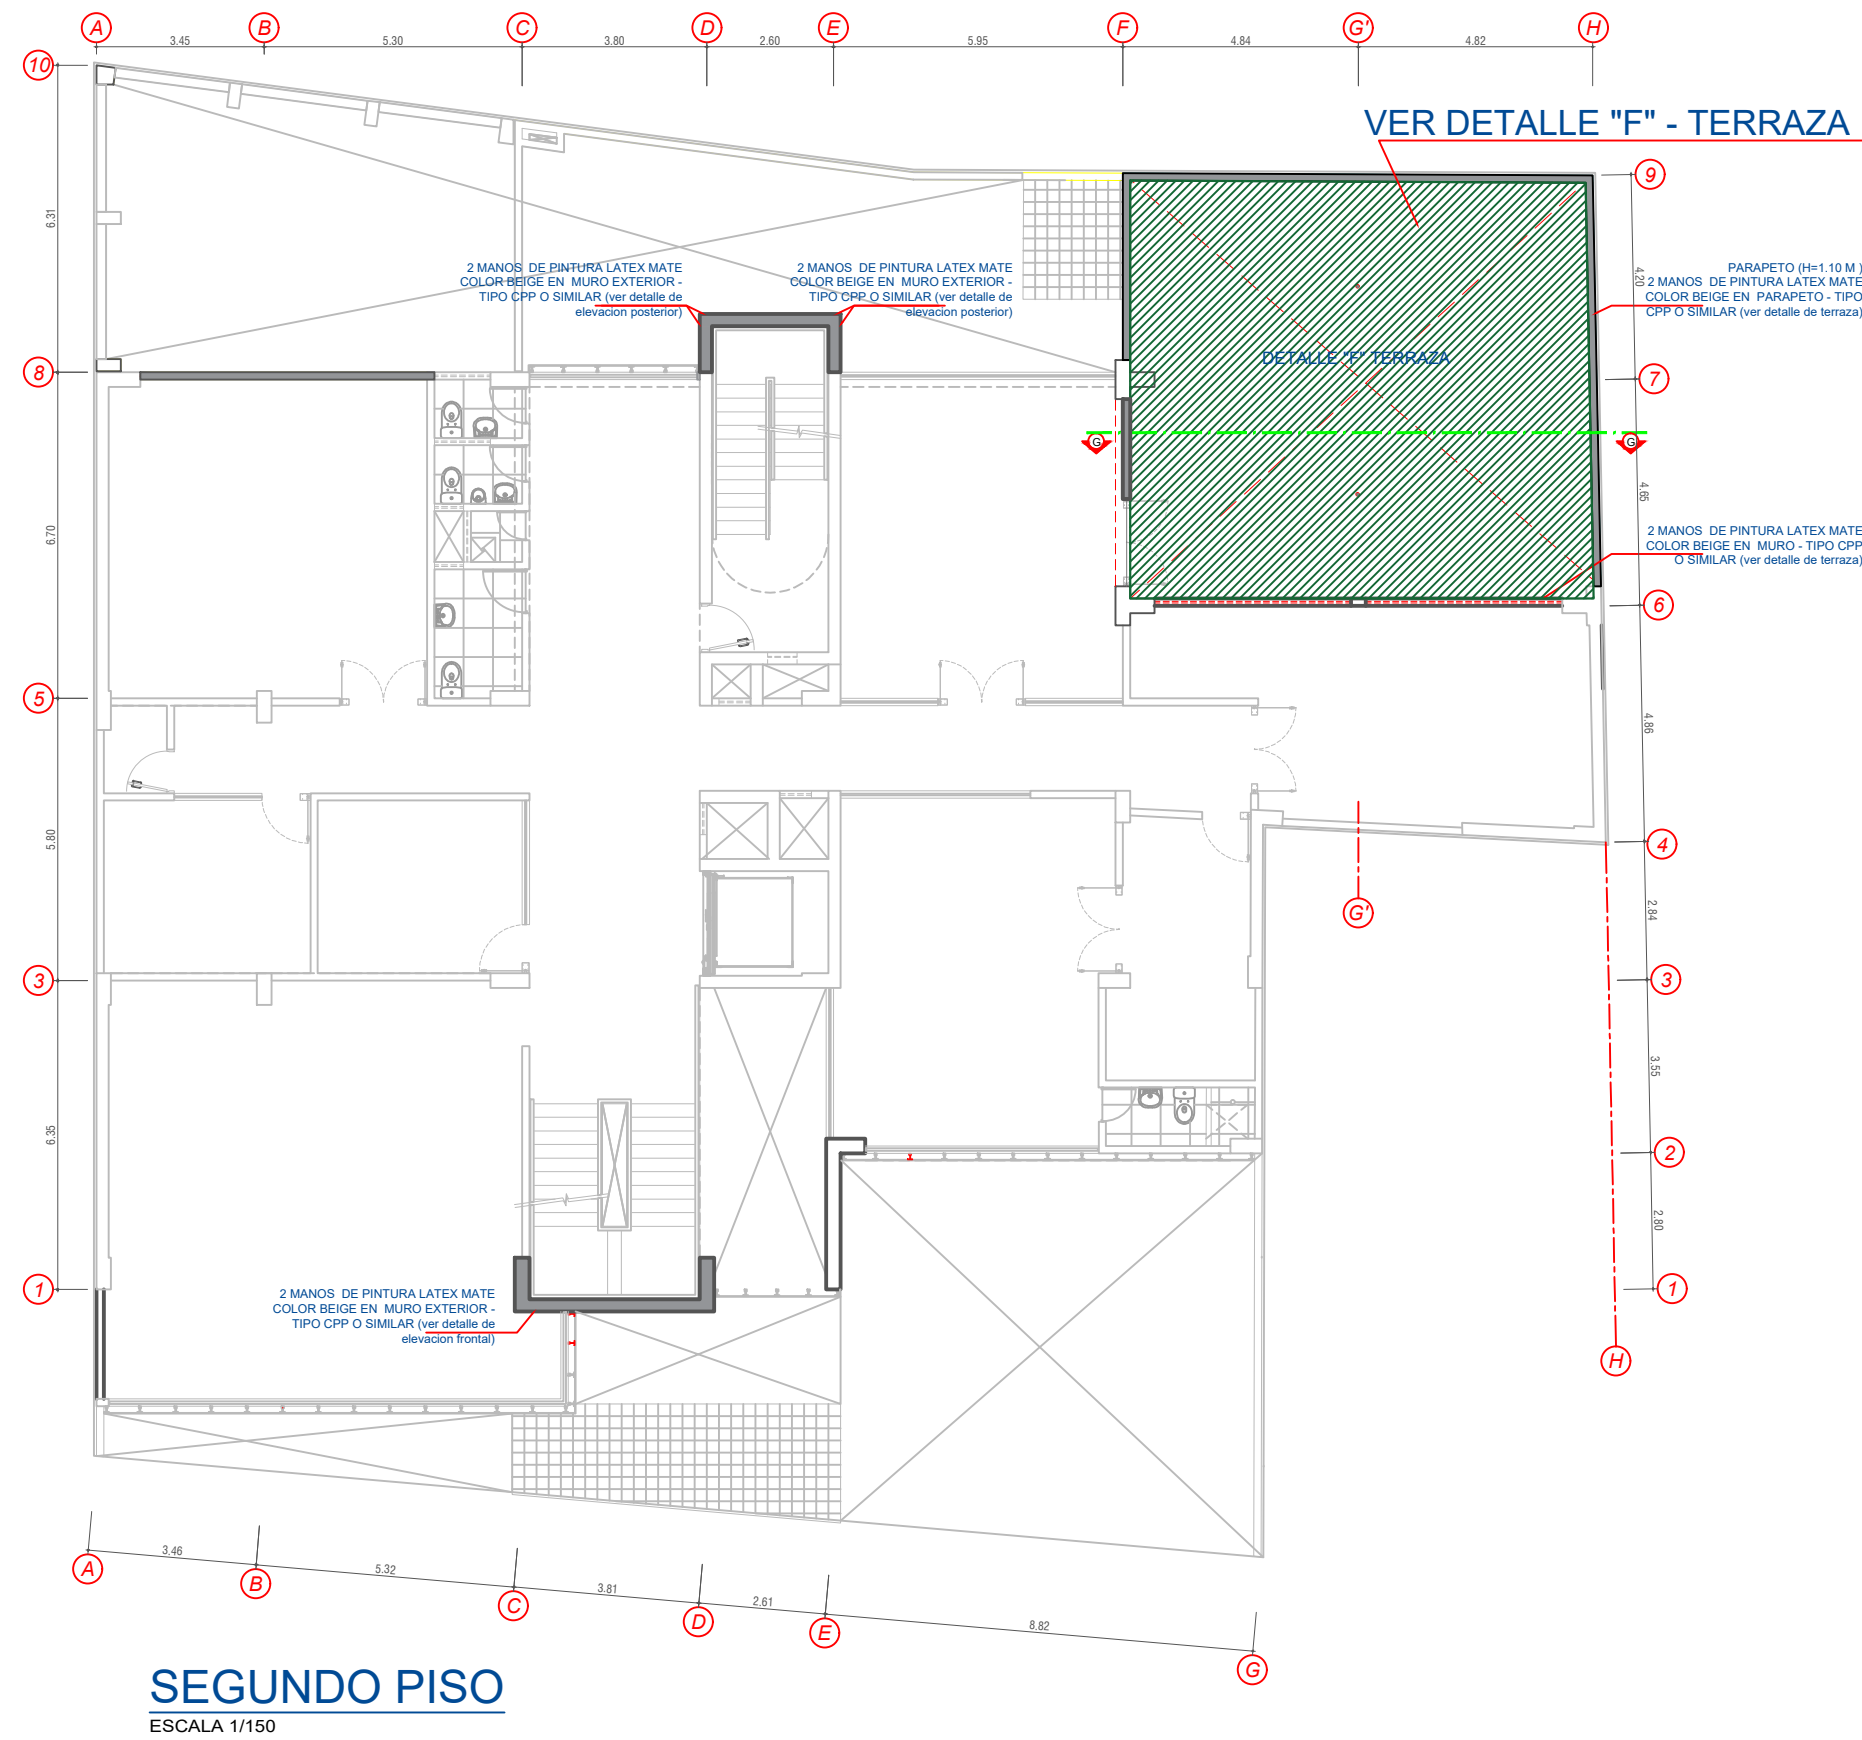 A B C D E F G' H
3.45 5.30 3.80 2.60 5.95 4.84 4.82
10
VER DETALLE "F" - TERRAZA
9
6.31
4.20
2 MANOS DE PINTURA LATEX MATE
COLOR BEIGE EN MURO EXTERIOR -
TIPO CPP O SIMILAR (ver detalle de
elevacion posterior)
2 MANOS DE PINTURA LATEX MATE
COLOR BEIGE EN MURO EXTERIOR -
TIPO CPP O SIMILAR (ver detalle de
elevacion posterior)
PARAPETO (H=1.10 M )
2 MANOS DE PINTURA LATEX MATE
COLOR BEIGE EN PARAPETO - TIPO
CPP O SIMILAR (ver detalle de terraza)
DETALLE "F" TERRAZA
8
7
G
G
4.65
6.70
2 MANOS DE PINTURA LATEX MATE
COLOR BEIGE EN MURO - TIPO CPP
O SIMILAR (ver detalle de terraza)
6
5
4.86
5.80
4
G'
2.84
3
3
3.55
6.35
2
2.80
1
1
2 MANOS DE PINTURA LATEX MATE
COLOR BEIGE EN MURO EXTERIOR -
TIPO CPP O SIMILAR (ver detalle de
elevacion frontal)
H
3.46 5.32 3.81 2.61 8.82
A B C D E G
SEGUNDO PISO
ESCALA 1/150